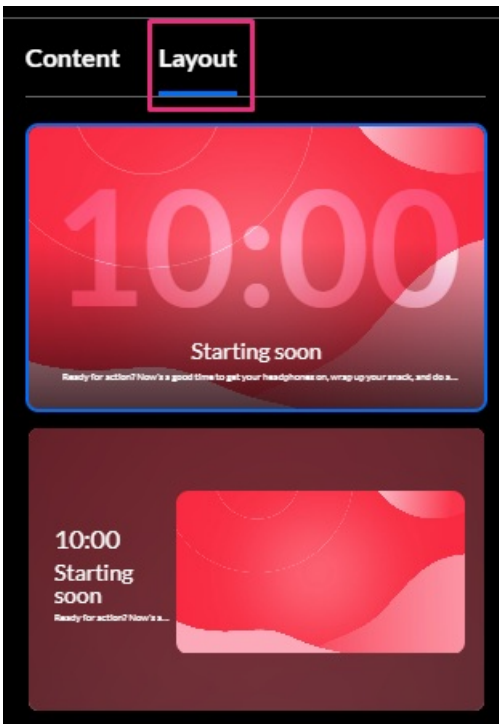 Content Layout
10:00
Starting soon
Ready for action? Now's a good time to get your headphones on, wrap up your snack, and do a...
10:00
Starting
soon
Ready for action? Now's a...